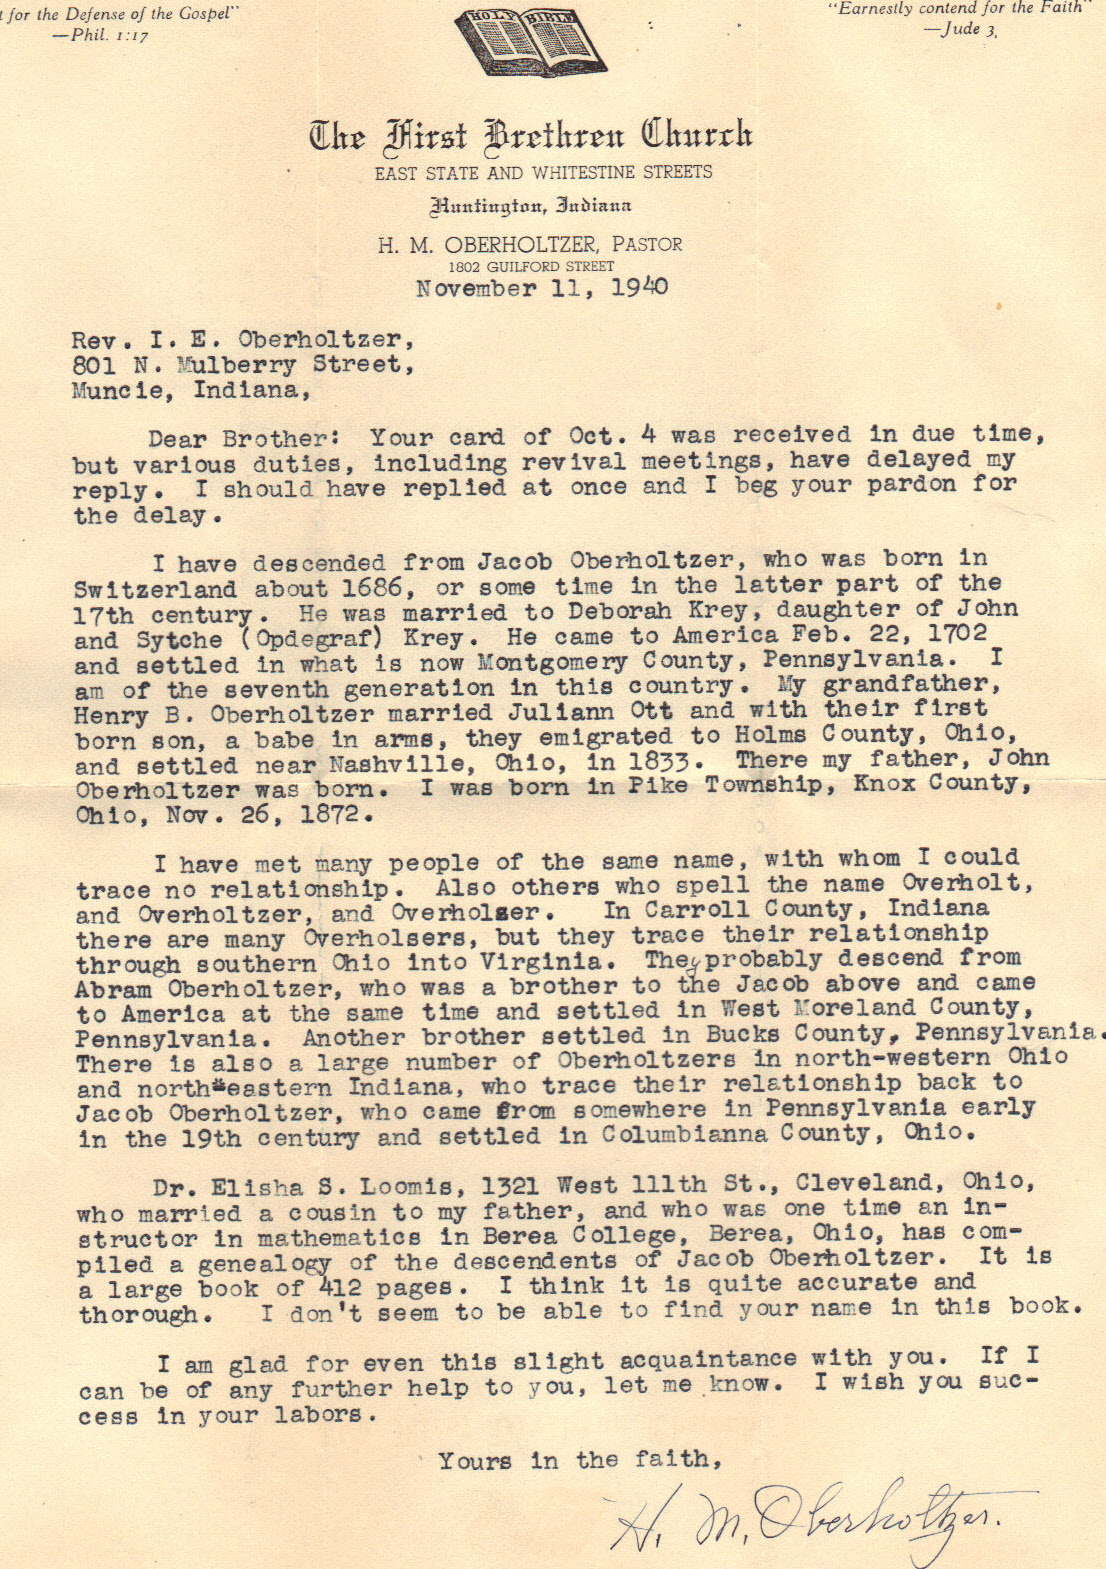 t for the Defense of the Gospel"
—Phil. 1:17
"Earnestly contend for the Faith"
—Jude 3,
HOLY BIBLE
The First Brethren Church
EAST STATE AND WHITESTINE STREETS
Huntington, Indiana
H. M. OBERHOLTZER, PASTOR
1802 GUILFORD STREET
November 11, 1940
Rev. I. E. Oberholtzer,
801 N. Mulberry Street,
Muncie, Indiana,
Dear Brother: Your card of Oct. 4 was received in due time,
but various duties, including revival meetings, have delayed my
reply. I should have replied at once and I beg your pardon for
the delay.
I have descended from Jacob Oberholtzer, who was born in
Switzerland about 1686, or some time in the latter part of the
17th century. He was married to Deborah Krey, daughter of John
and Sytche (Opdegraf) Krey. He came to America Feb. 22, 1702
and settled in what is now Montgomery County, Pennsylvania. I
am of the seventh generation in this country. My grandfather,
Henry B. Oberholtzer married Juliann Ott and with their first
born son, a babe in arms, they emigrated to Holms County, Ohio,
and settled near Nashville, Ohio, in 1833. There my father, John
Oberholtzer was born. I was born in Pike Township, Knox County,
Ohio, Nov. 26, 1872.
I have met many people of the same name, with whom I could
trace no relationship. Also others who spell the name Overholt,
and Overholtzer, and Overholser. In Carroll County, Indiana
there are many Overholsers, but they trace their relationship
through southern Ohio into Virginia. They probably descend from
Abram Oberholtzer, who was a brother to the Jacob above and came
to America at the same time and settled in West Moreland County,
Pennsylvania. Another brother settled in Bucks County, Pennsylvania.
There is also a large number of Oberholtzers in north-western Ohio
and north-eastern Indiana, who trace their relationship back to
Jacob Oberholtzer, who came from somewhere in Pennsylvania early
in the 19th century and settled in Columbianna County, Ohio.
Dr. Elisha S. Loomis, 1321 West 111th St., Cleveland, Ohio,
who married a cousin to my father, and who was one time an in-
structor in mathematics in Berea College, Berea, Ohio, has com-
piled a genealogy of the descendents of Jacob Oberholtzer. It is
a large book of 412 pages. I think it is quite accurate and
thorough. I don't seem to be able to find your name in this book.
I am glad for even this slight acquaintance with you. If I
can be of any further help to you, let me know. I wish you suc-
cess in your labors.
Yours in the faith,
H. M. Oberholtzer.